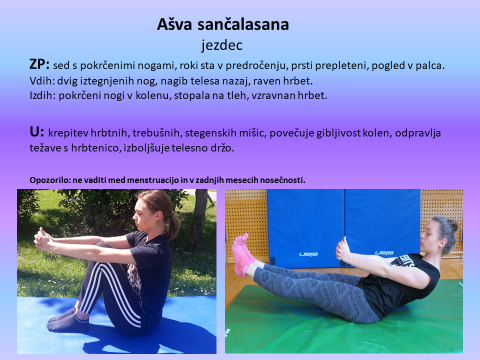 Ašva sančalasana
jezdec
ZP: sed s pokrčenimi nogami, roki sta v predročenju, prsti prepleteni, pogled v palca.
Vdih: dvig iztegnjenih nog, nagib telesa nazaj, raven hrbet.
Izdih: pokrčeni nogi v kolenu, stopala na tleh, vzravnan hrbet.
U: krepitev hrbtnih, trebušnih, stegenskih mišic, povečuje gibljivost kolen, odpravlja
težave s hrbtenico, izboljšuje telesno držo.
Opozorilo: ne vaditi med menstruacijo in v zadnjih mesecih nosečnosti.